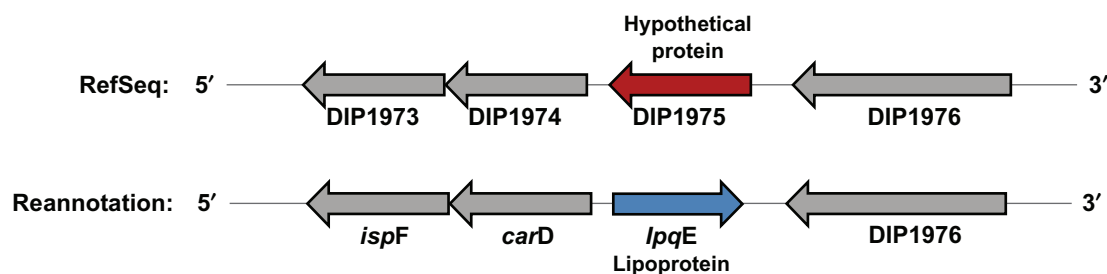 Hypothetical
protein
RefSeq: 5′ 3′
DIP1973 DIP1974 DIP1975 DIP1976
Reannotation: 5′ 3′
ispF carD lpqE DIP1976
Lipoprotein